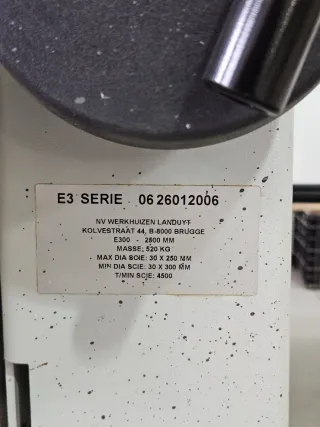 E3 SERIE 06 26012006
NV WERKHUIZEN LANDUYT
KOLVESTRAAT 44, B-8000 BRUGGE
E300 - 2800 MM
MASSE; 520 KG
MAX DIA SCIE: 30 X 250 MM
MIN DIA SCIE: 30 X 300 MM
T/MIN SCIE: 4500